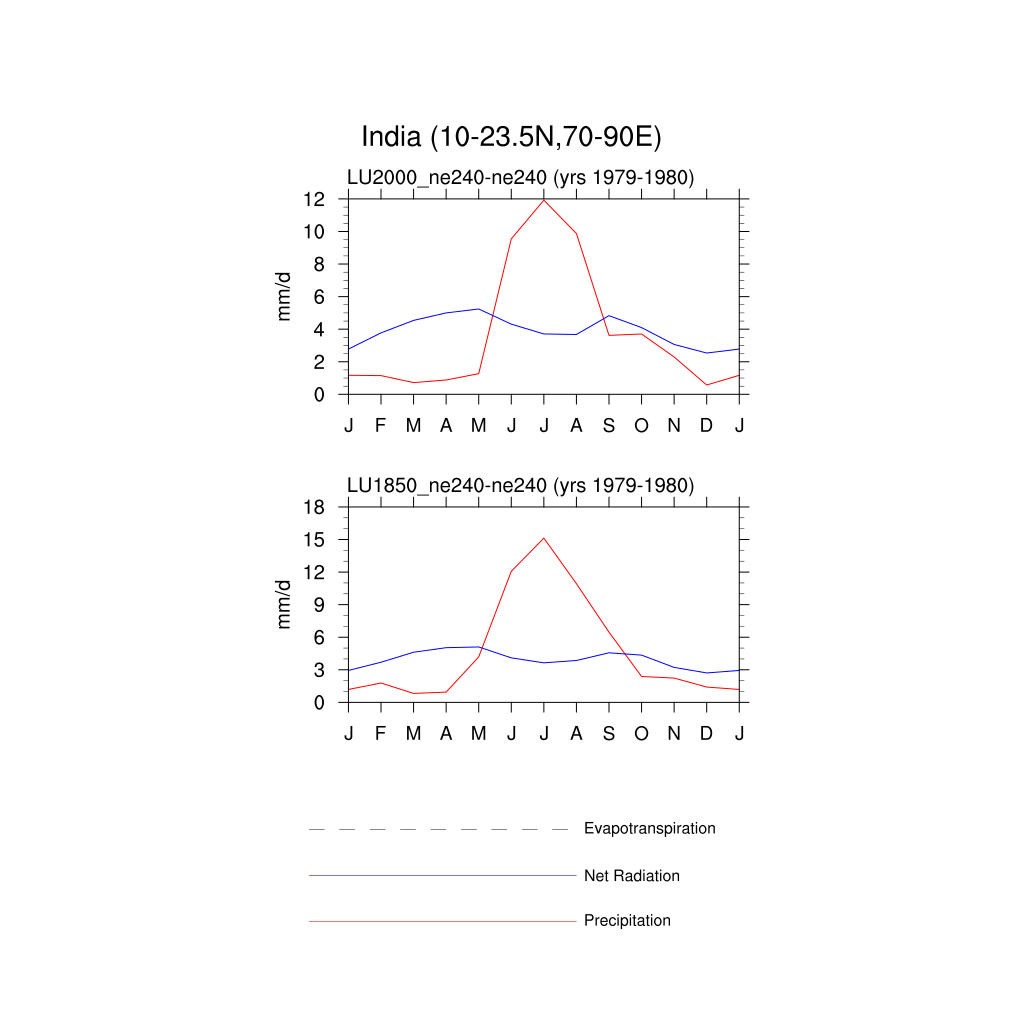 India (10-23.5N,70-90E)
LU2000_ne240-ne240 (yrs 1979-1980)
12
10
8
6
4
2
0
mm/d
J F M A M J J A S O N D J
LU1850_ne240-ne240 (yrs 1979-1980)
18
15
12
9
6
3
0
mm/d
J F M A M J J A S O N D J
Evapotranspiration
Net Radiation
Precipitation